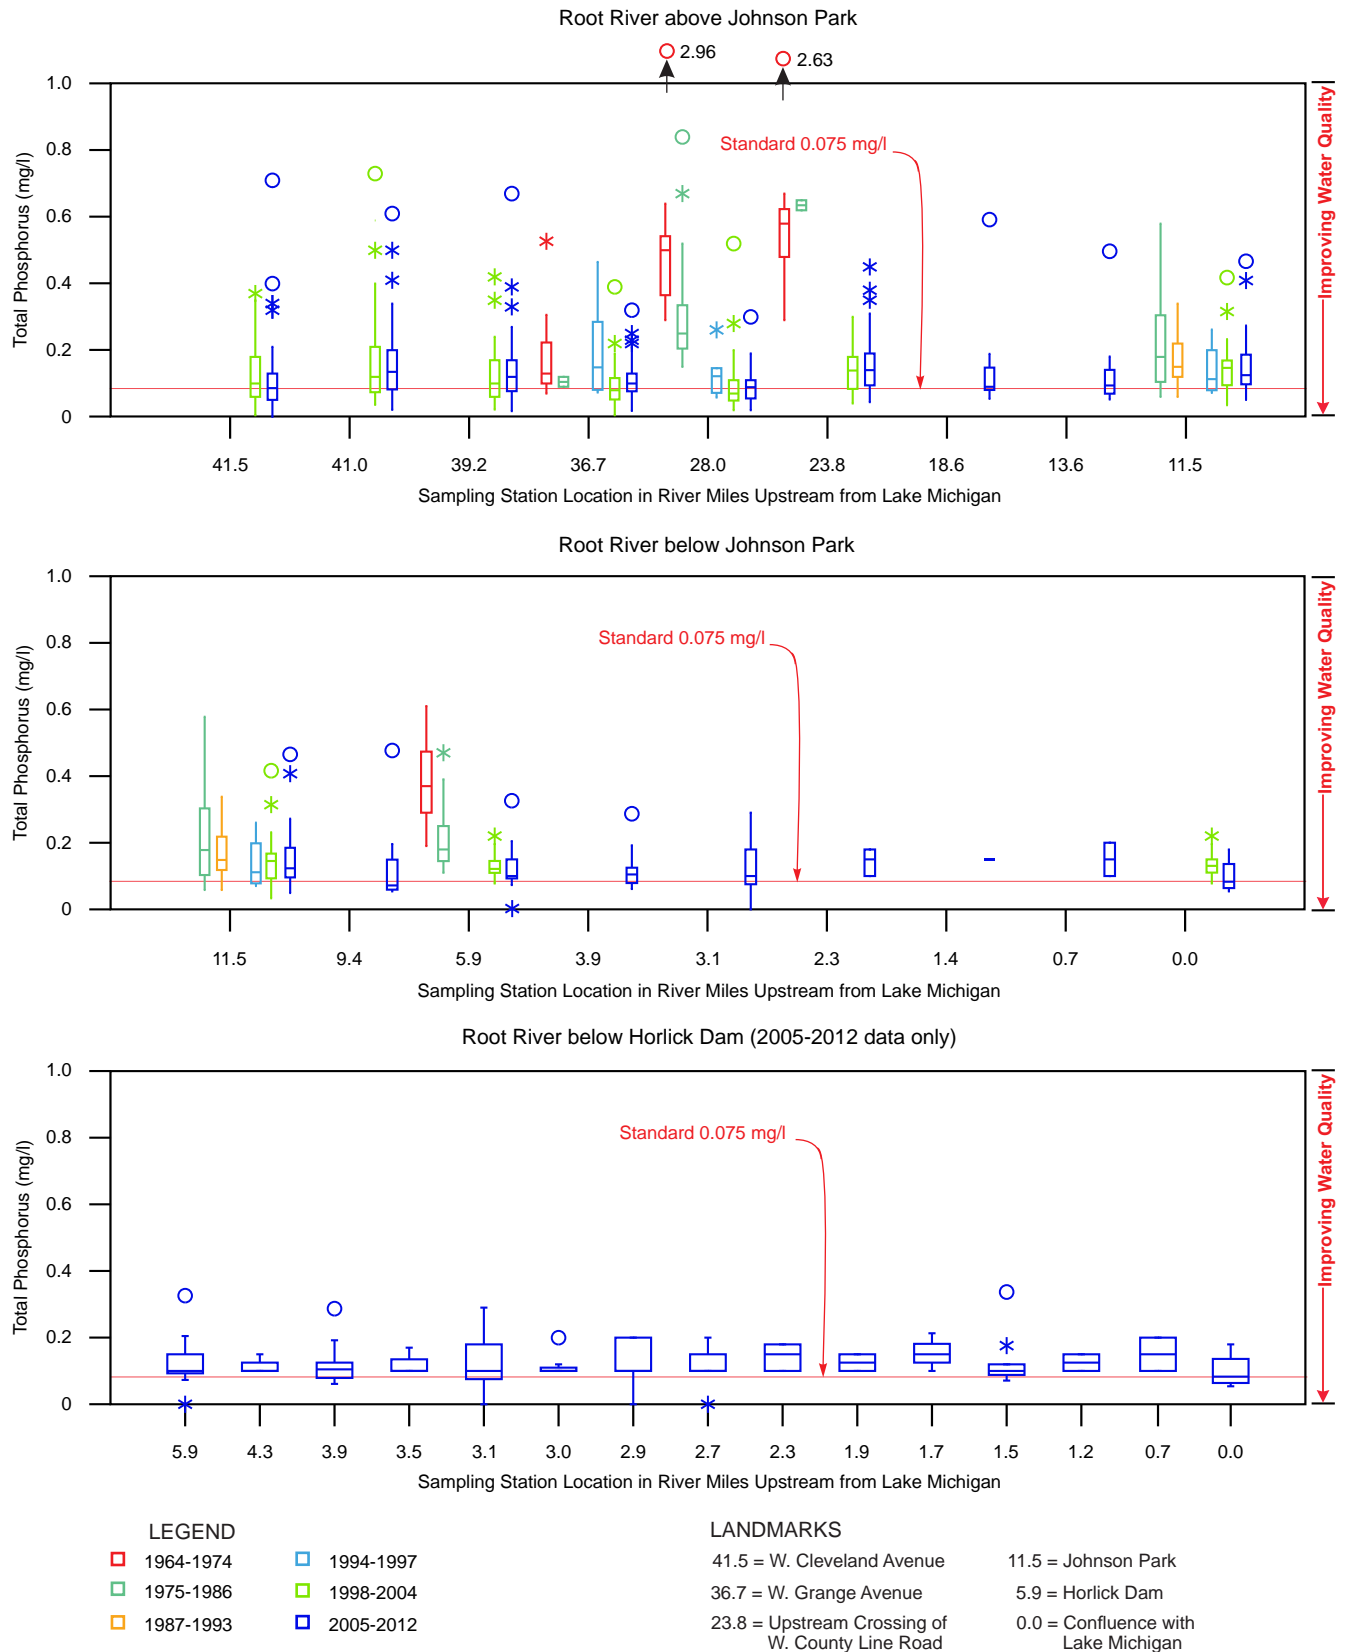 Root River above Johnson Park
2.96
2.63
1.0
0.8
0.6
0.4
0.2
0
Total Phosphorus (mg/l)
Standard 0.075 mg/l
Improving Water Quality
41.5 41.0 39.2 36.7 28.0 23.8 18.6 13.6 11.5
Sampling Station Location in River Miles Upstream from Lake Michigan
Root River below Johnson Park
1.0
0.8
0.6
0.4
0.2
0
Total Phosphorus (mg/l)
Standard 0.075 mg/l
Improving Water Quality
11.5 9.4 5.9 3.9 3.1 2.3 1.4 0.7 0.0
Sampling Station Location in River Miles Upstream from Lake Michigan
Root River below Horlick Dam (2005-2012 data only)
1.0
0.8
0.6
0.4
0.2
0
Total Phosphorus (mg/l)
Standard 0.075 mg/l
Improving Water Quality
5.9 4.3 3.9 3.5 3.1 3.0 2.9 2.7 2.3 1.9 1.7 1.5 1.2 0.7 0.0
Sampling Station Location in River Miles Upstream from Lake Michigan
LEGEND
1964-1974
1975-1986
1987-1993
1994-1997
1998-2004
2005-2012
LANDMARKS
41.5 = W. Cleveland Avenue
36.7 = W. Grange Avenue
23.8 = Upstream Crossing of
W. County Line Road
11.5 = Johnson Park
5.9 = Horlick Dam
0.0 = Confluence with
Lake Michigan